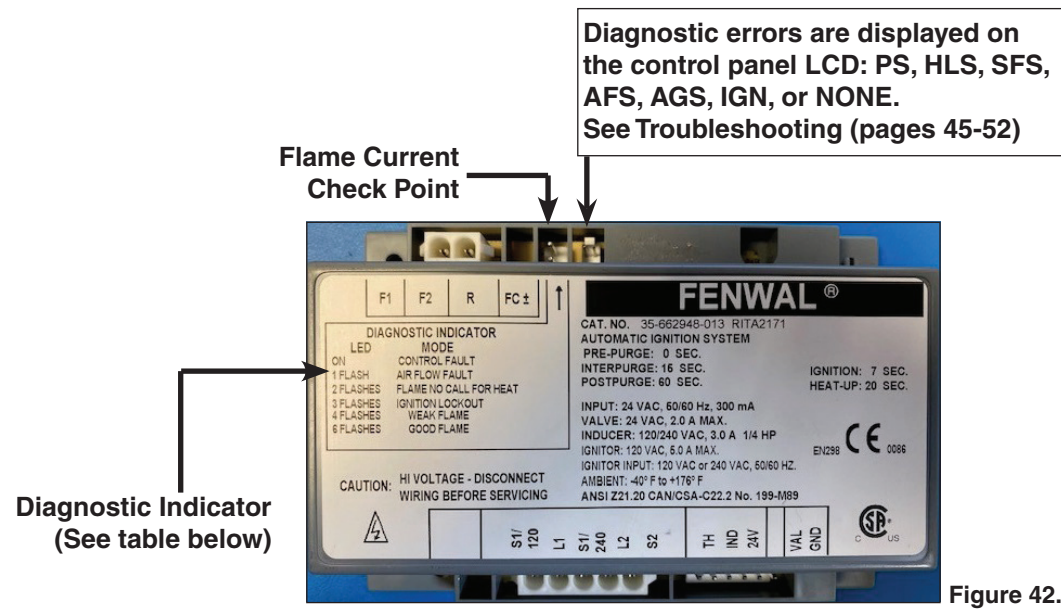 Diagnostic errors are displayed on
the control panel LCD: PS, HLS, SFS,
AFS, AGS, IGN, or NONE.
See Troubleshooting (pages 45-52)
Flame Current
Check Point
F1 F2 R FC ± ↑
DIAGNOSTIC INDICATOR
LED MODE
ON CONTROL FAULT
1 FLASH AIR FLOW FAULT
2 FLASHES FLAME NO CALL FOR HEAT
3 FLASHES IGNITION LOCKOUT
4 FLASHES WEAK FLAME
6 FLASHES GOOD FLAME
CAUTION: HI VOLTAGE - DISCONNECT
WIRING BEFORE SERVICING
FENWAL ®
CAT. NO. 35-662948-013 RITA2171
AUTOMATIC IGNITION SYSTEM
PRE-PURGE: 0 SEC.
INTERPURGE: 16 SEC.
POSTPURGE: 60 SEC.
IGNITION: 7 SEC.
HEAT-UP: 20 SEC.
INPUT: 24 VAC, 50/60 Hz, 300 mA
VALVE: 24 VAC, 2.0 A MAX.
INDUCER: 120/240 VAC, 3.0 A 1/4 HP
IGNITOR: 120 VAC, 5.0 A MAX.
IGNITOR INPUT: 120 VAC or 240 VAC, 50/60 HZ.
AMBIENT: -40° F to +176° F
ANSI Z21.20 CAN/CSA-C22.2 No. 199-M89
EN298 CE 0086
S1/120 L1 S1/240 L2 S2 TH IND 24V VAL GND
SA ®
C US
Diagnostic Indicator
(See table below)
Figure 42.